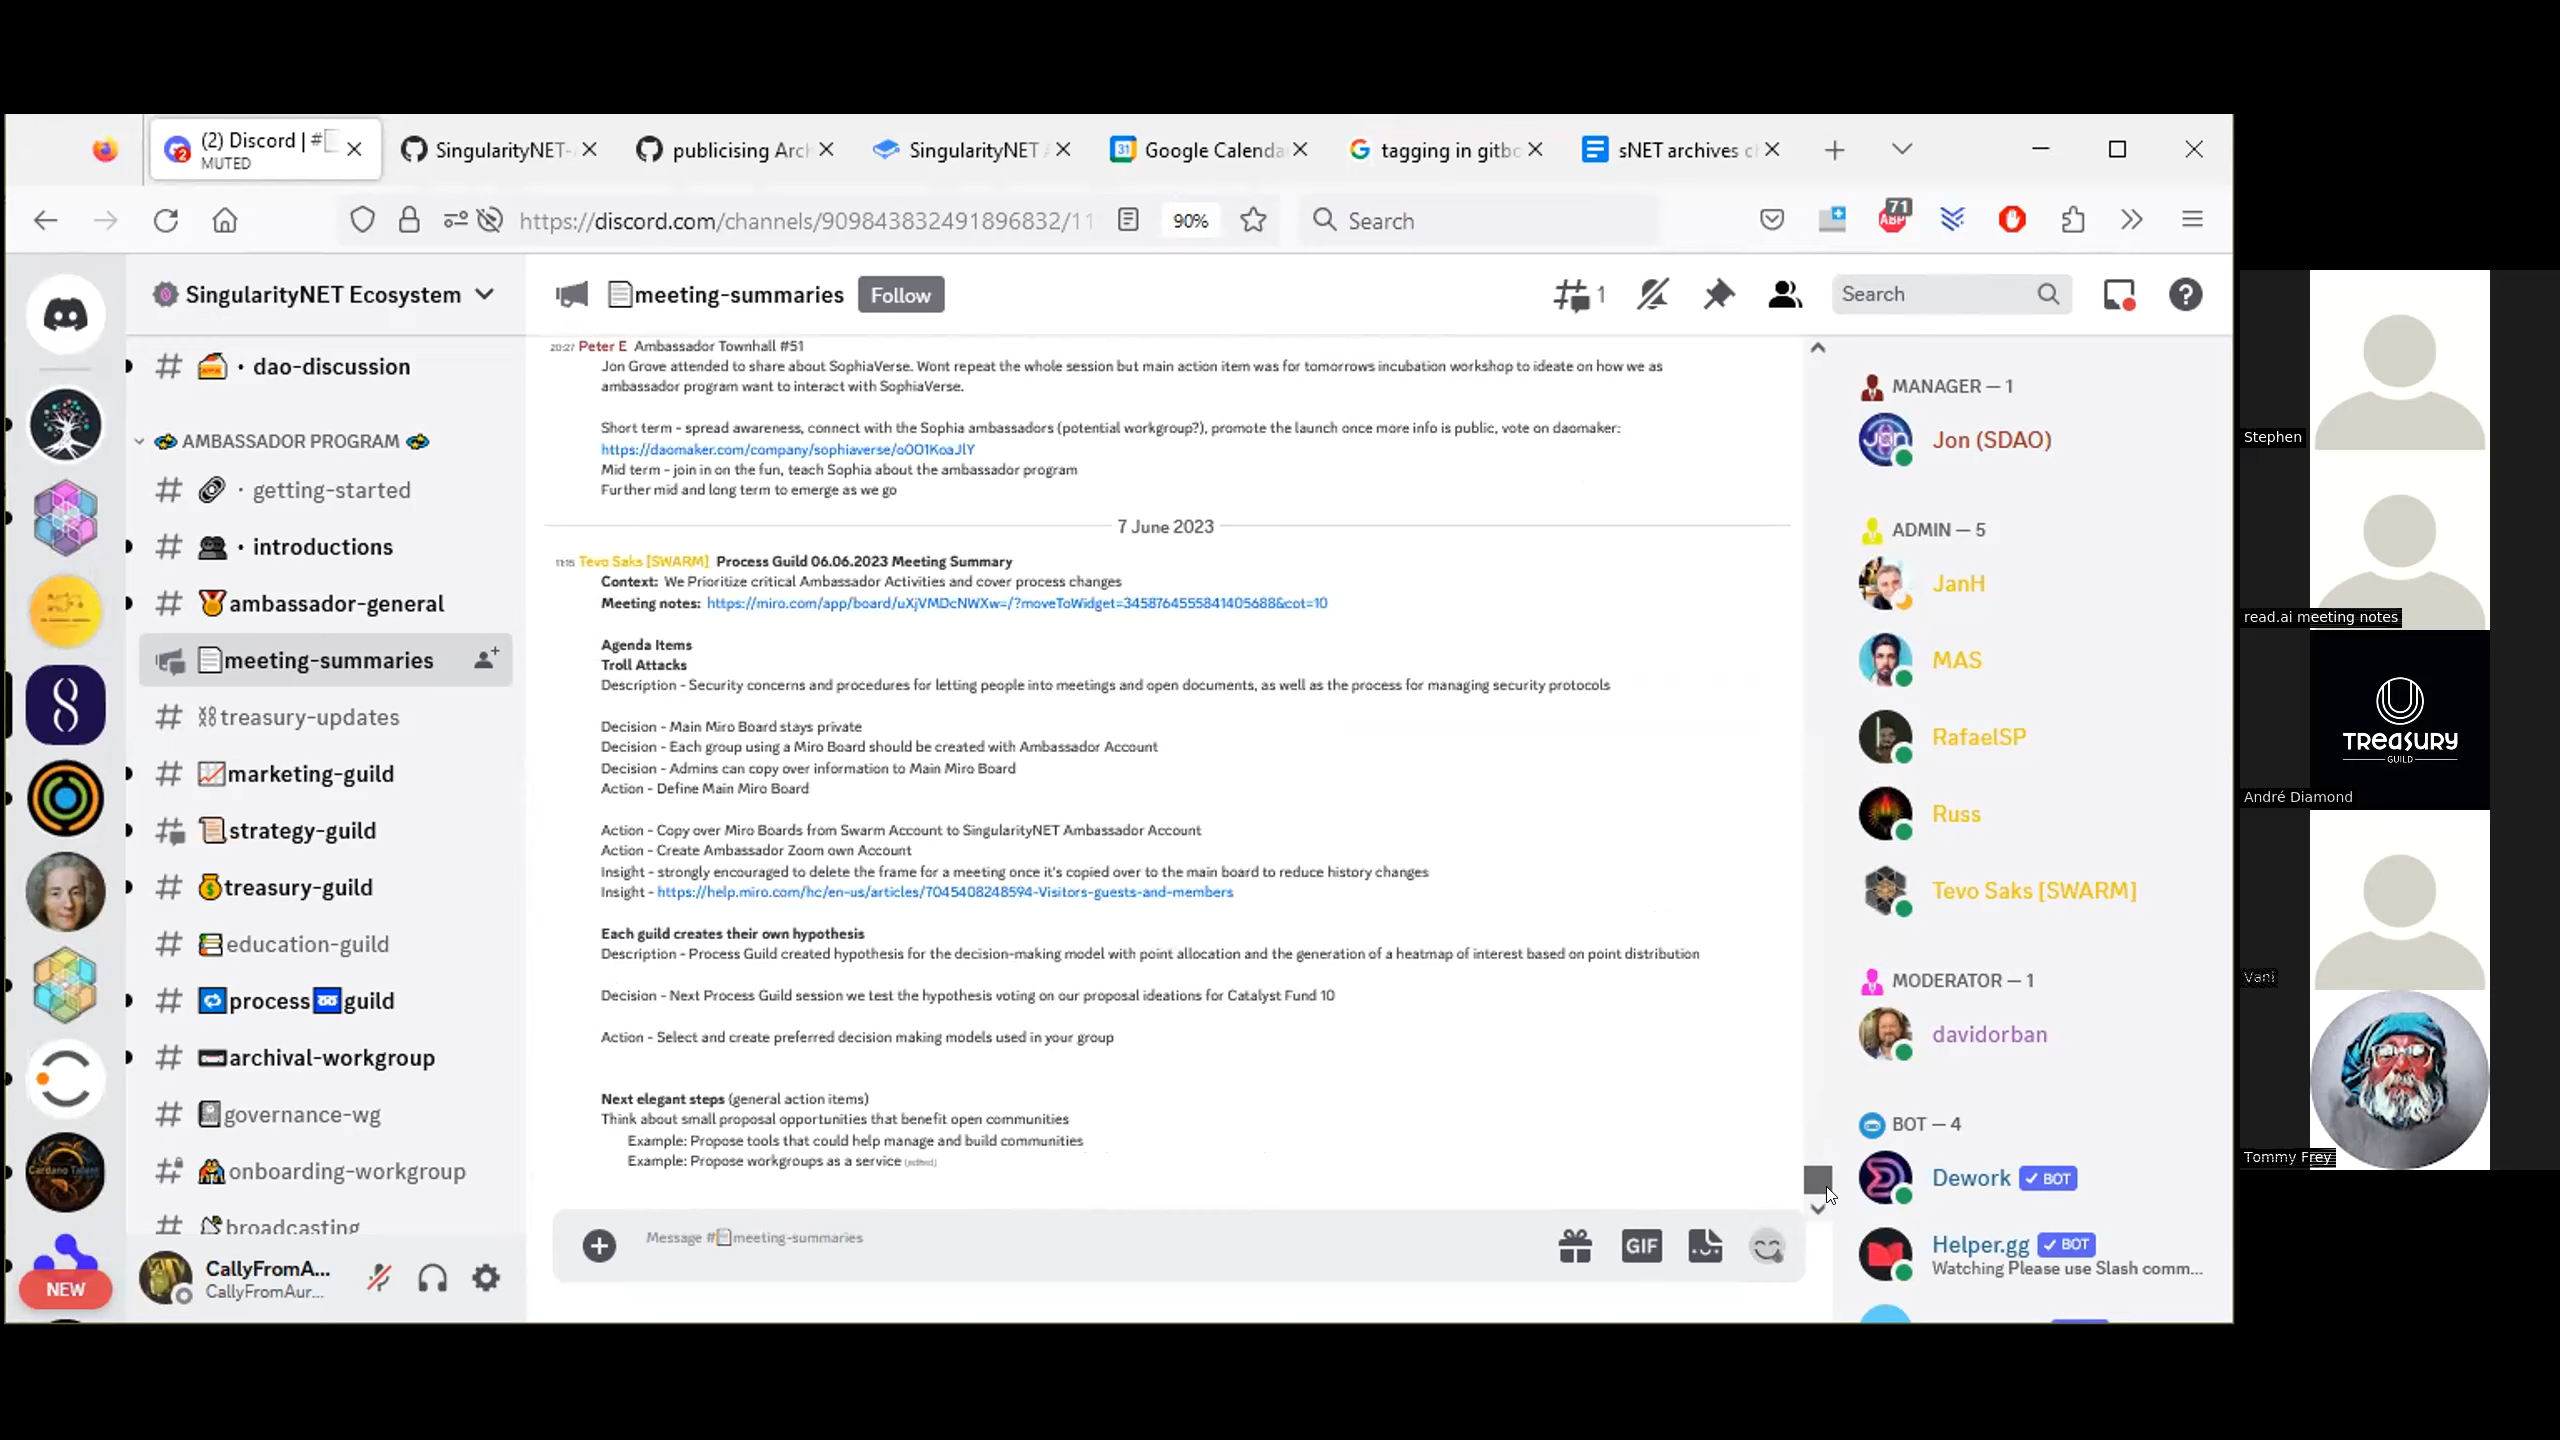 (2) Discord | #
MUTED
SingularityNET-
publicising Arc
SingularityNET
Google Calenda
tagging in gitbo
sNET archives c
https://discord.com/channels/909843832491896832/11
90%
Search
71
ABP
SingularityNET Ecosystem
meeting-summaries
Follow
1
Search
dao-discussion
AMBASSADOR PROGRAM
getting-started
introductions
ambassador-general
meeting-summaries
treasury-updates
marketing-guild
strategy-guild
treasury-guild
education-guild
process guild
archival-workgroup
governance-wg
onboarding-workgroup
broadcasting
NEW
CallyFromA...
CallyFromAur...
20:27 Peter E Ambassador Townhall #51
Jon Grove attended to share about SophiaVerse. Wont repeat the whole session but main action item was for tomorrows incubation workshop to ideate on how we as
ambassador program want to interact with SophiaVerse.
Short term - spread awareness, connect with the Sophia ambassadors (potential workgroup?), promote the launch once more info is public, vote on daomaker:
https://daomaker.com/company/sophiaverse/oOO1KoaJlY
Mid term - join in on the fun, teach Sophia about the ambassador program
Further mid and long term to emerge as we go
7 June 2023
11:15 Tevo Saks [SWARM] Process Guild 06.06.2023 Meeting Summary
Context: We Prioritize critical Ambassador Activities and cover process changes
Meeting notes: https://miro.com/app/board/uXjVMDcNWXw=/?moveToWidget=3458764555841405688&cot=10
Agenda Items
Troll Attacks
Description - Security concerns and procedures for letting people into meetings and open documents, as well as the process for managing security protocols
Decision - Main Miro Board stays private
Decision - Each group using a Miro Board should be created with Ambassador Account
Decision - Admins can copy over information to Main Miro Board
Action - Define Main Miro Board
Action - Copy over Miro Boards from Swarm Account to SingularityNET Ambassador Account
Action - Create Ambassador Zoom own Account
Insight - strongly encouraged to delete the frame for a meeting once it's copied over to the main board to reduce history changes
Insight - https://help.miro.com/hc/en-us/articles/7045408248594-Visitors-guests-and-members
Each guild creates their own hypothesis
Description - Process Guild created hypothesis for the decision-making model with point allocation and the generation of a heatmap of interest based on point distribution
Decision - Next Process Guild session we test the hypothesis voting on our proposal ideations for Catalyst Fund 10
Action - Select and create preferred decision making models used in your group
Next elegant steps (general action items)
Think about small proposal opportunities that benefit open communities
Example: Propose tools that could help manage and build communities
Example: Propose workgroups as a service (edited)
Message # meeting-summaries
GIF
MANAGER — 1
Jon (SDAO)
ADMIN — 5
JanH
MAS
RafaelSP
Russ
Tevo Saks [SWARM]
MODERATOR — 1
davidorban
BOT — 4
Dework ✓ BOT
Helper.gg ✓ BOT
Watching Please use Slash comm...
Stephen
read.ai meeting notes
TREASURY
GUILD
André Diamond
Vani
Tommy Frey